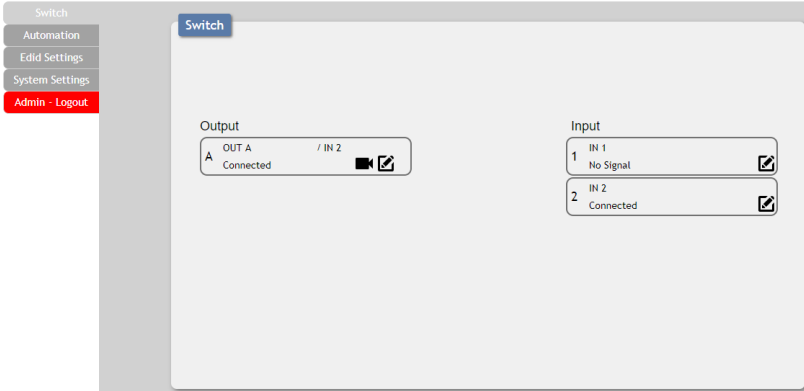 Switch
Automation
Edid Settings
System Settings
Admin - Logout
Switch
Output
A OUT A / IN 2
Connected
Input
1 IN 1
No Signal
2 IN 2
Connected